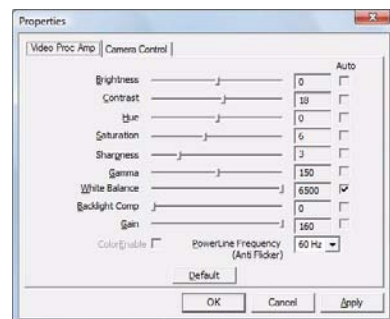 Properties
Video Proc Amp Camera Control
Auto
Brightness 0
Contrast 18
Hue 0
Saturation 6
Sharpness 3
Gamma 150
White Balance 6500
Backlight Comp 0
Gain 160
ColorEnable PowerLine Frequency (Anti Flicker) 60 Hz
Default
OK Cancel Apply